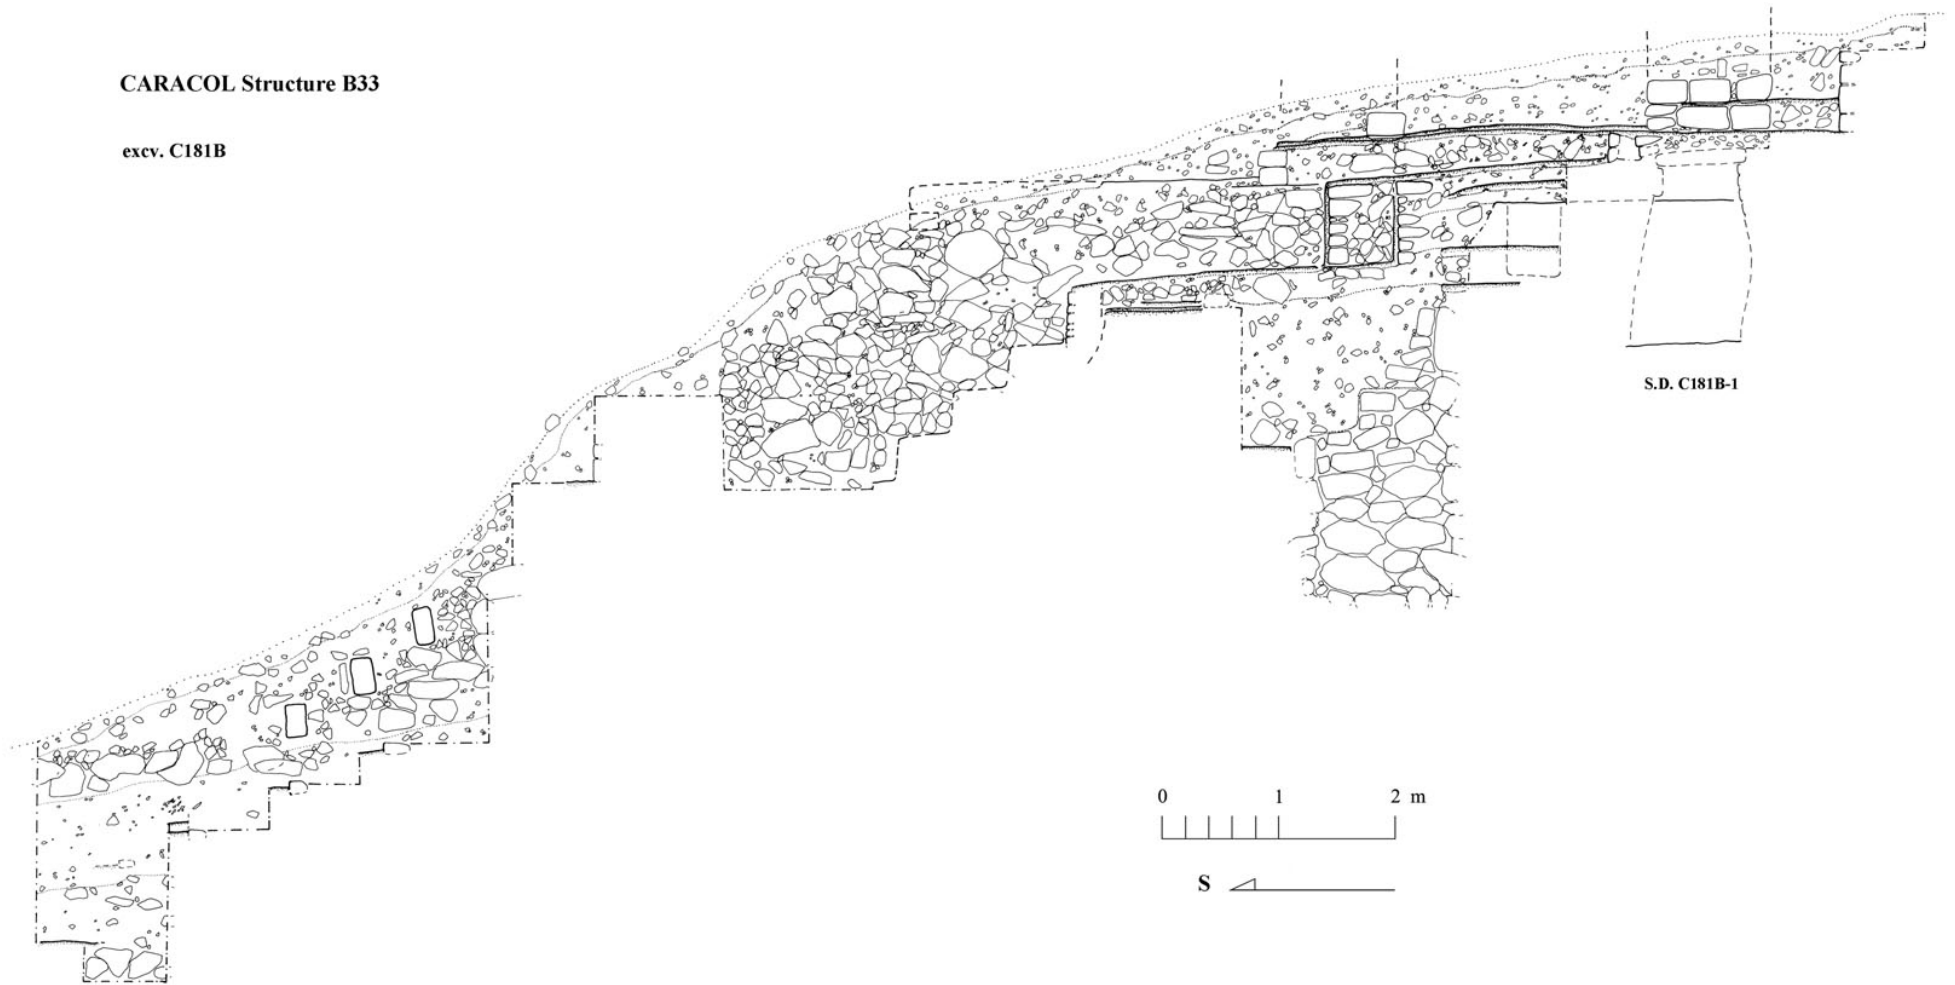 CARACOL Structure B33
excv. C181B
S.D. C181B-1
0 1 2 m
S